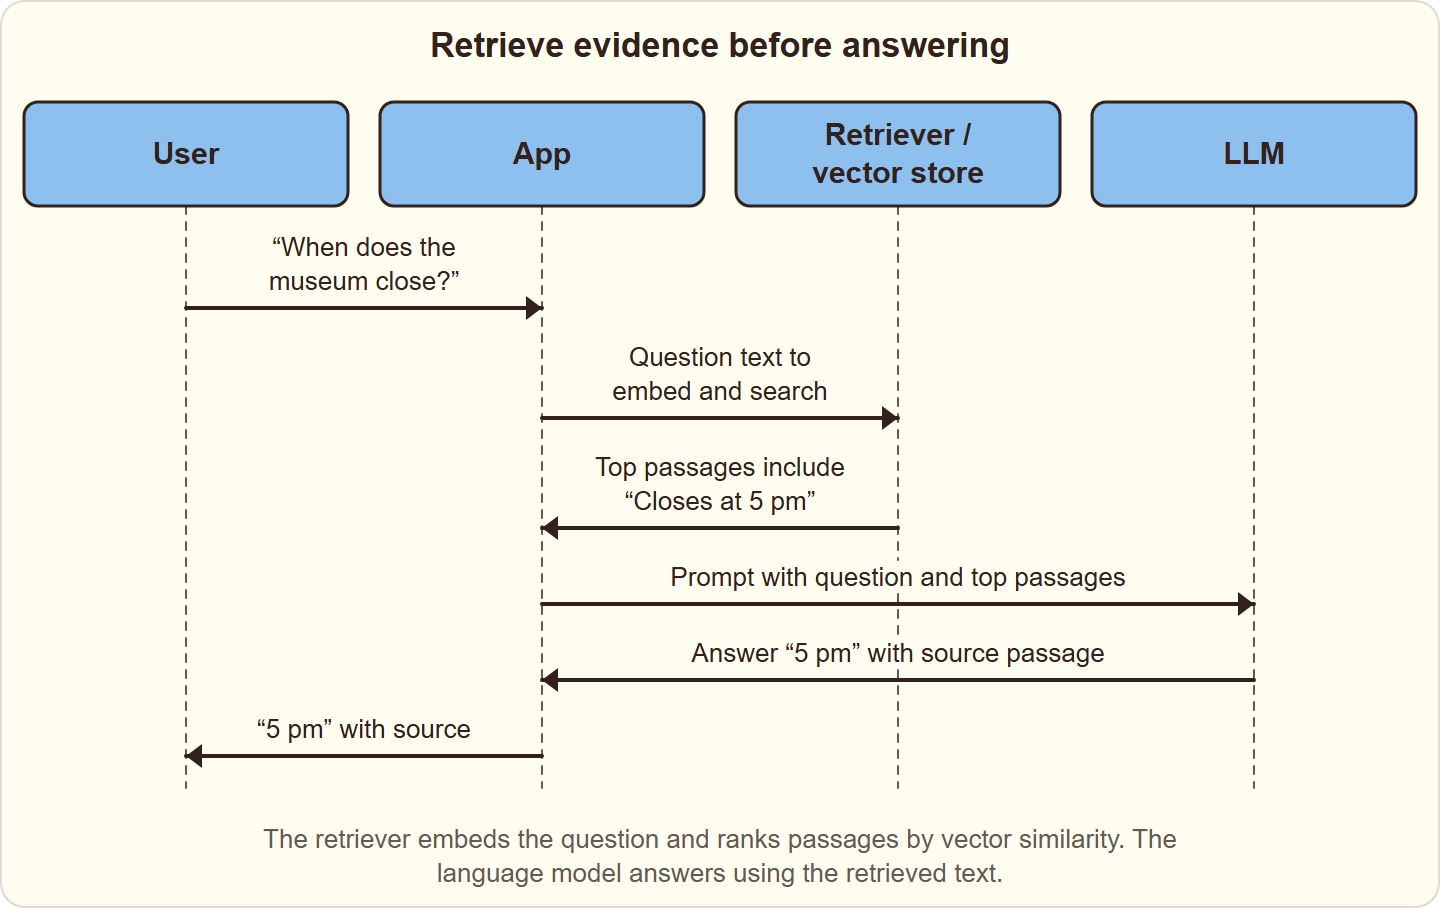 Retrieve evidence before answering
User
App
Retriever /
vector store
LLM
“When does the
museum close?”
Question text to
embed and search
Top passages include
“Closes at 5 pm”
Prompt with question and top passages
Answer “5 pm” with source passage
“5 pm” with source
The retriever embeds the question and ranks passages by vector similarity. The
language model answers using the retrieved text.